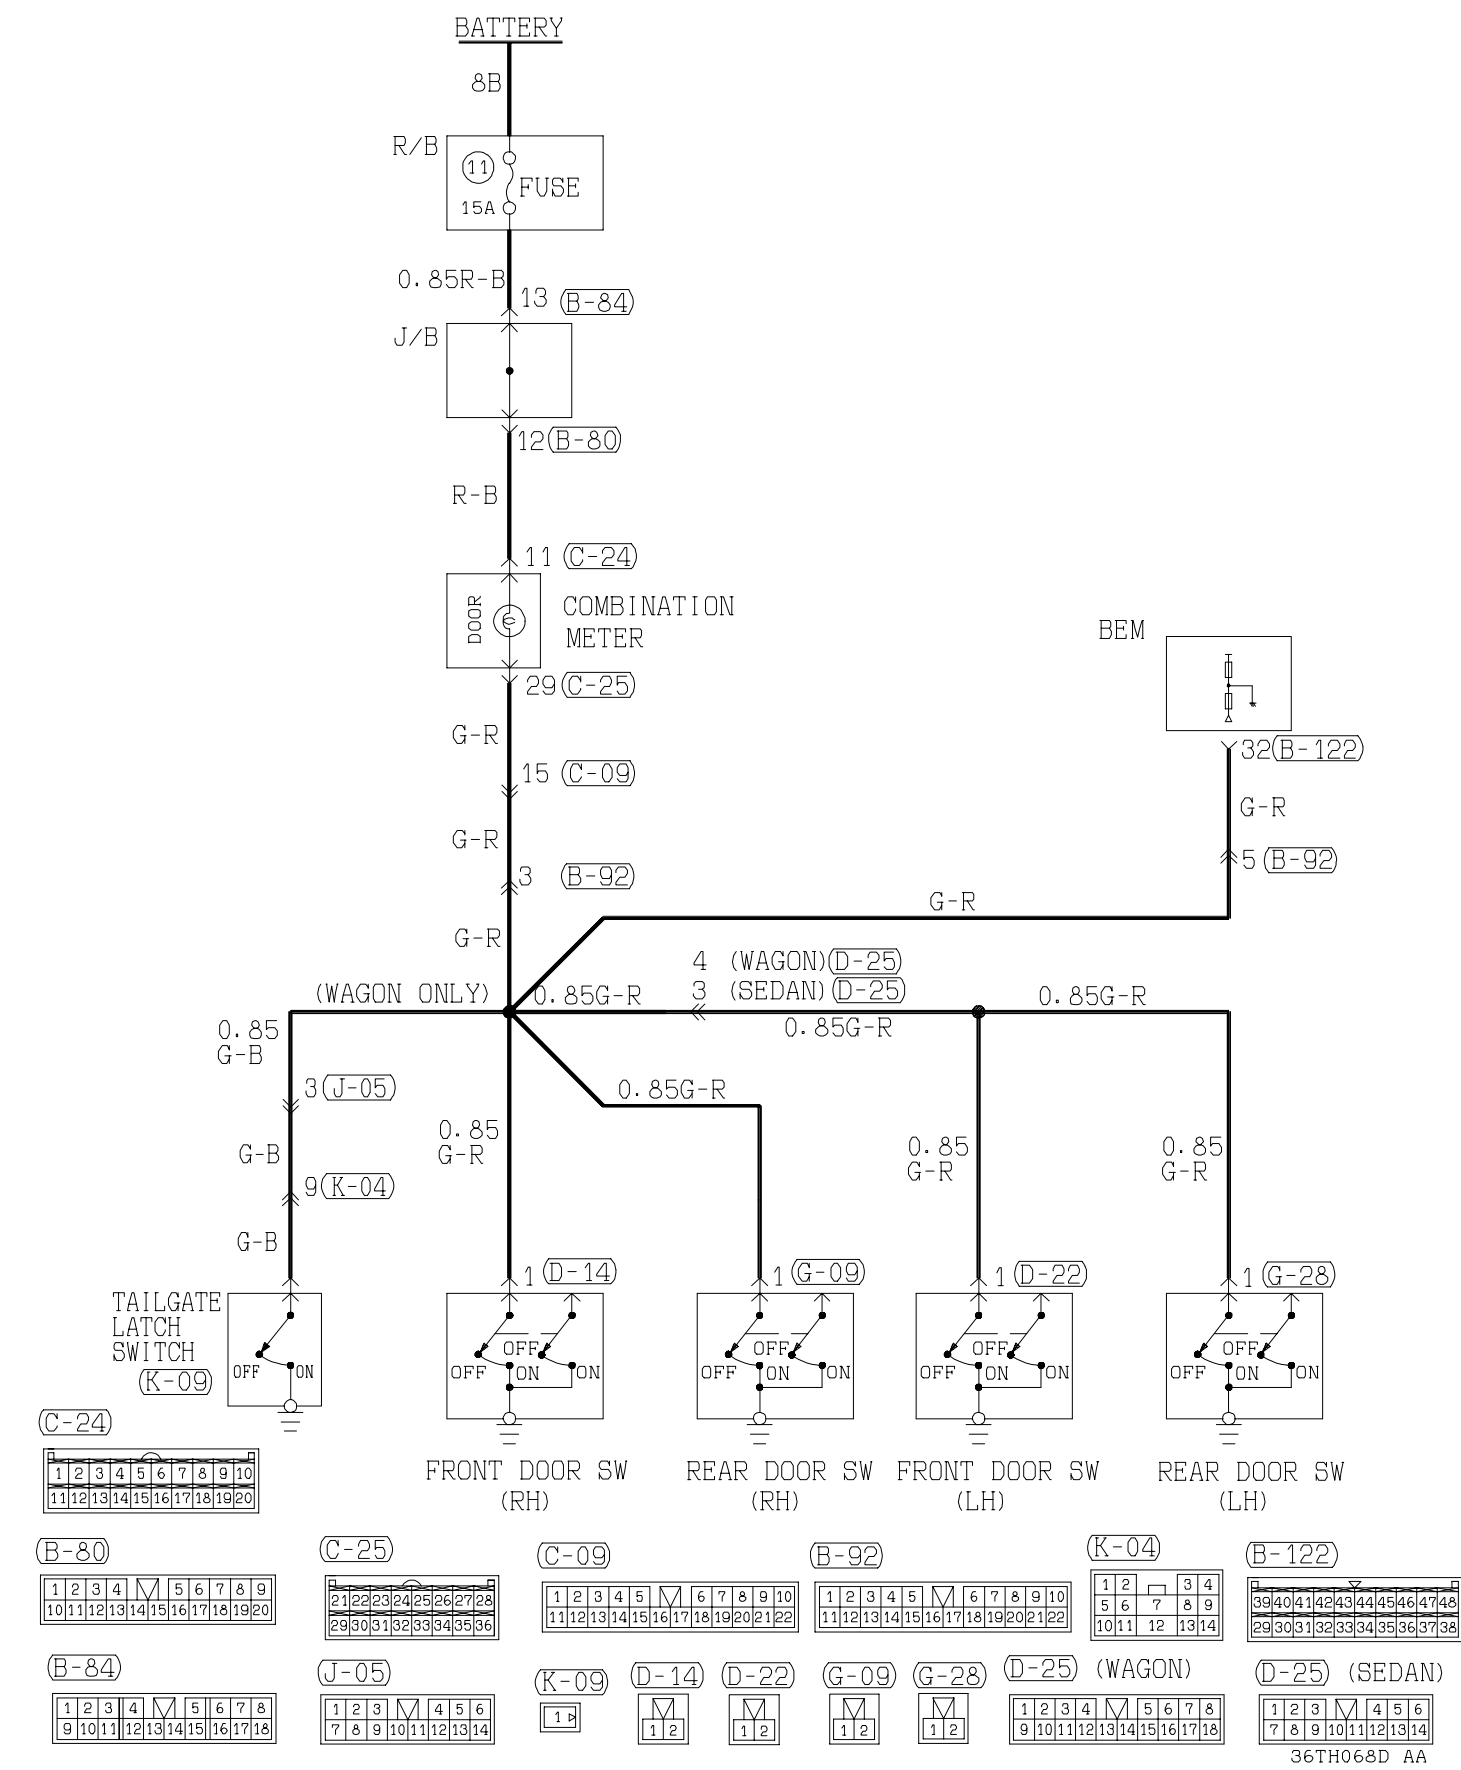 BATTERY
8B
R/B
11
FUSE
15A
0.85R-B
13 B-84
J/B
12 B-80
R-B
11 C-24
DOOR
COMBINATION
METER
BEM
29 C-25
G-R
32 B-122
15 C-09
G-R
G-R
5 B-92
3 B-92
G-R
G-R
4 (WAGON) D-25
3 (SEDAN) D-25
(WAGON ONLY)
0.85G-R
0.85G-R
0.85G-R
0.85
G-B
3 J-05
0.85G-R
0.85
G-R
0.85
G-R
0.85
G-R
G-B
9 K-04
G-B
1 D-14
1 G-09
1 D-22
1 G-28
TAILGATE
LATCH
SWITCH
K-09
OFF ON
OFF OFF ON ON
OFF OFF ON ON
OFF OFF ON ON
OFF OFF ON ON
FRONT DOOR SW
(RH)
REAR DOOR SW
(RH)
FRONT DOOR SW
(LH)
REAR DOOR SW
(LH)
C-24
1 2 3 4 5 6 7 8 9 10
11 12 13 14 15 16 17 18 19 20
B-80
1 2 3 4 5 6 7 8 9
10 11 12 13 14 15 16 17 18 19 20
C-25
21 22 23 24 25 26 27 28
29 30 31 32 33 34 35 36
C-09
1 2 3 4 5 6 7 8 9 10
11 12 13 14 15 16 17 18 19 20 21 22
B-92
1 2 3 4 5 6 7 8 9 10
11 12 13 14 15 16 17 18 19 20 21 22
K-04
1 2 3 4
5 6 7 8 9
10 11 12 13 14
B-122
39 40 41 42 43 44 45 46 47 48
29 30 31 32 33 34 35 36 37 38
B-84
1 2 3 4 5 6 7 8
9 10 11 12 13 14 15 16 17 18
J-05
1 2 3 4 5 6
7 8 9 10 11 12 13 14
K-09
1
D-14
1 2
D-22
1 2
G-09
1 2
G-28
1 2
D-25 (WAGON)
1 2 3 4 5 6 7 8
9 10 11 12 13 14 15 16 17 18
D-25 (SEDAN)
1 2 3 4 5 6
7 8 9 10 11 12 13 14
36TH068D AA